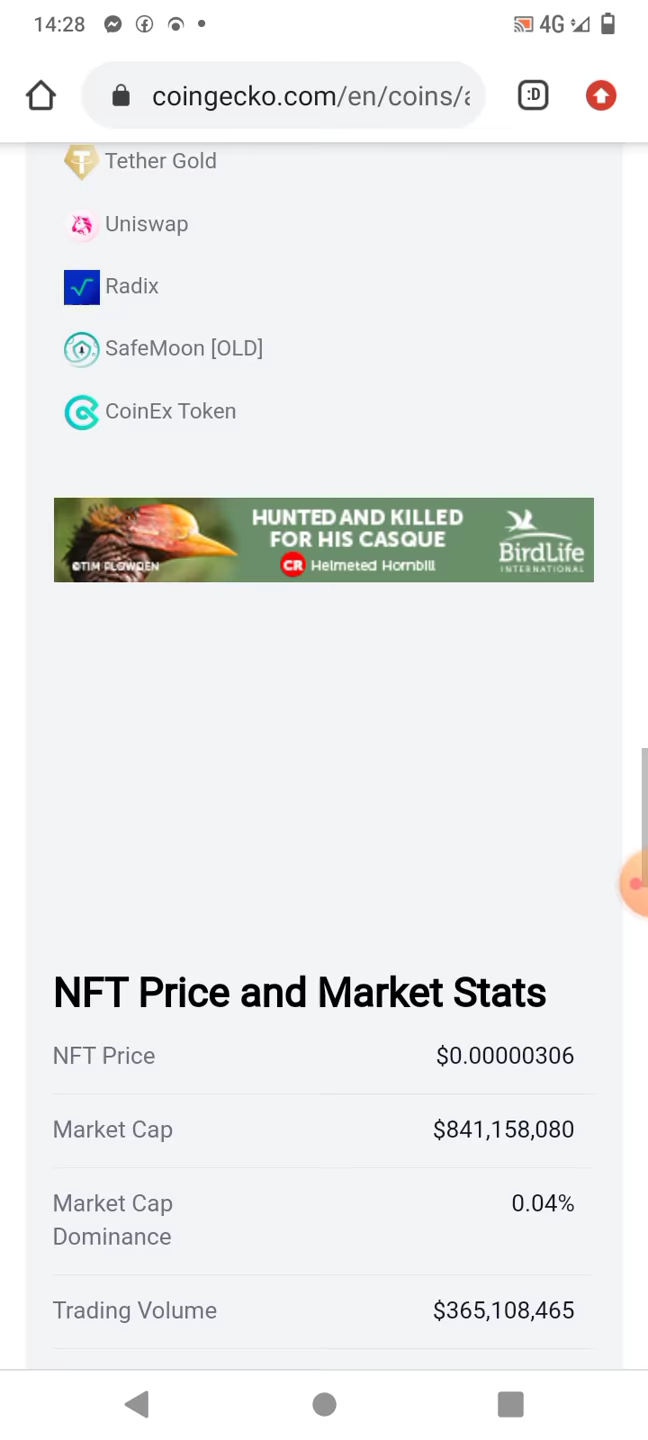 14:28
4G
coingecko.com/en/coins/a
:D
Tether Gold
Uniswap
Radix
SafeMoon [OLD]
CoinEx Token
HUNTED AND KILLED
FOR HIS CASQUE
CR Helmeted Hornbill
©TIM PLOWDEN
BirdLife
INTERNATIONAL
NFT Price and Market Stats
NFT Price $0.00000306
Market Cap $841,158,080
Market Cap 0.04%
Dominance
Trading Volume $365,108,465